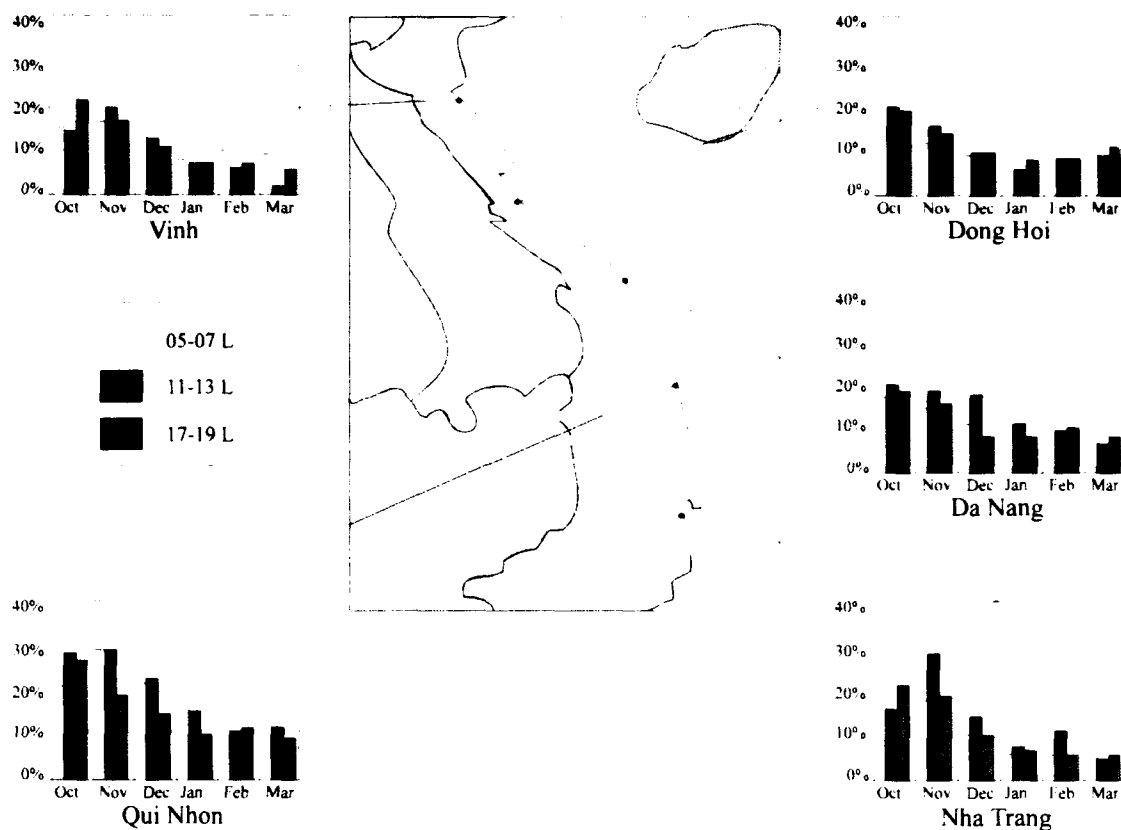 40%
30%
20%
10%
0%
Oct Nov Dec Jan Feb Mar
Vinh
40%
30%
20%
10%
0%
Oct Nov Dec Jan Feb Mar
Dong Hoi
05-07 L
11-13 L
17-19 L
40%
30%
20%
10%
0%
Oct Nov Dec Jan Feb Mar
Da Nang
40%
30%
20%
10%
0%
Oct Nov Dec Jan Feb Mar
Qui Nhon
40%
30%
20%
10%
0%
Oct Nov Dec Jan Feb Mar
Nha Trang